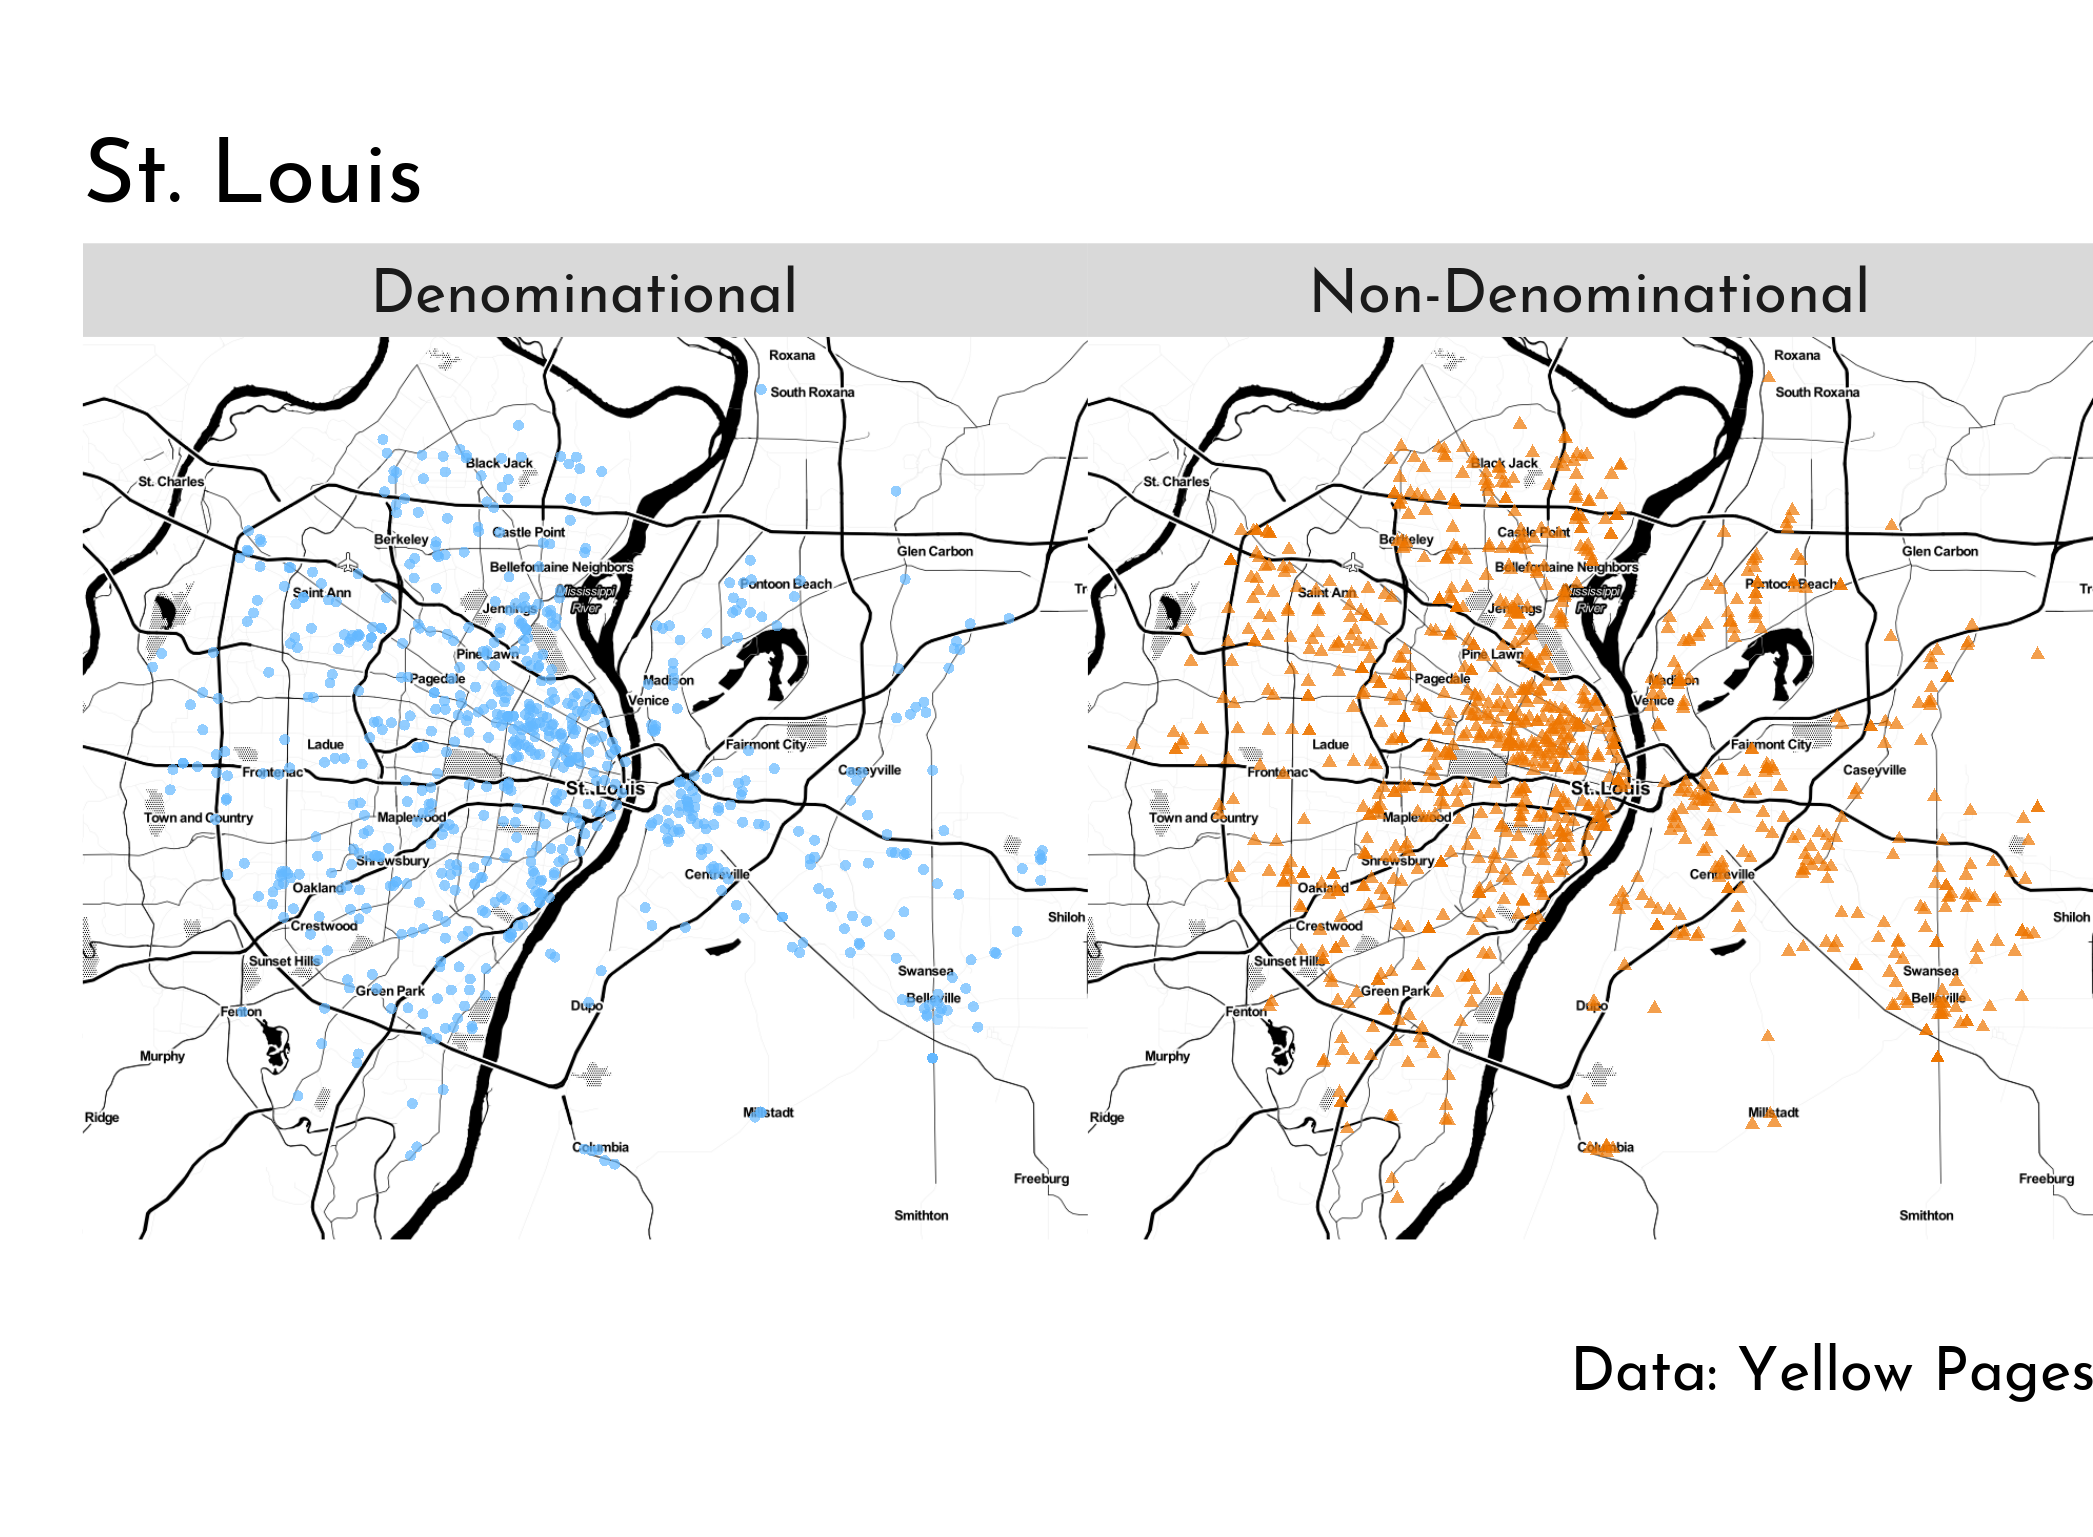 St. Louis
Denominational
Non-Denominational
Roxana
South Roxana
Black Jack
St. Charles
Castle Point
Berkeley
Glen Carbon
Bellefontaine Neighbors
Pontoon Beach
Mississippi
River
Saint Ann
Tr
Jennings
Pine Lawn
Pagedale
Madison
Venice
Ladue
Fairmont City
Frontenac
Caseyville
St. Louis
Town and Country
Maplewood
Shrewsbury
Centreville
Oakland
Crestwood
Shiloh
Sunset Hills
Swansea
Green Park
Belleville
Fenton
Dupo
Murphy
Ridge
Millstadt
Columbia
Freeburg
Smithton
Roxana
South Roxana
Black Jack
St. Charles
Castle Point
Berkeley
Glen Carbon
Bellefontaine Neighbors
Pontoon Beach
Mississippi
River
Saint Ann
Tr
Jennings
Pine Lawn
Pagedale
Madison
Venice
Ladue
Fairmont City
Frontenac
Caseyville
St. Louis
Town and Country
Maplewood
Shrewsbury
Centreville
Oakland
Crestwood
Shiloh
Sunset Hills
Swansea
Green Park
Belleville
Fenton
Dupo
Murphy
Ridge
Millstadt
Columbia
Freeburg
Smithton
Data: Yellow Pages